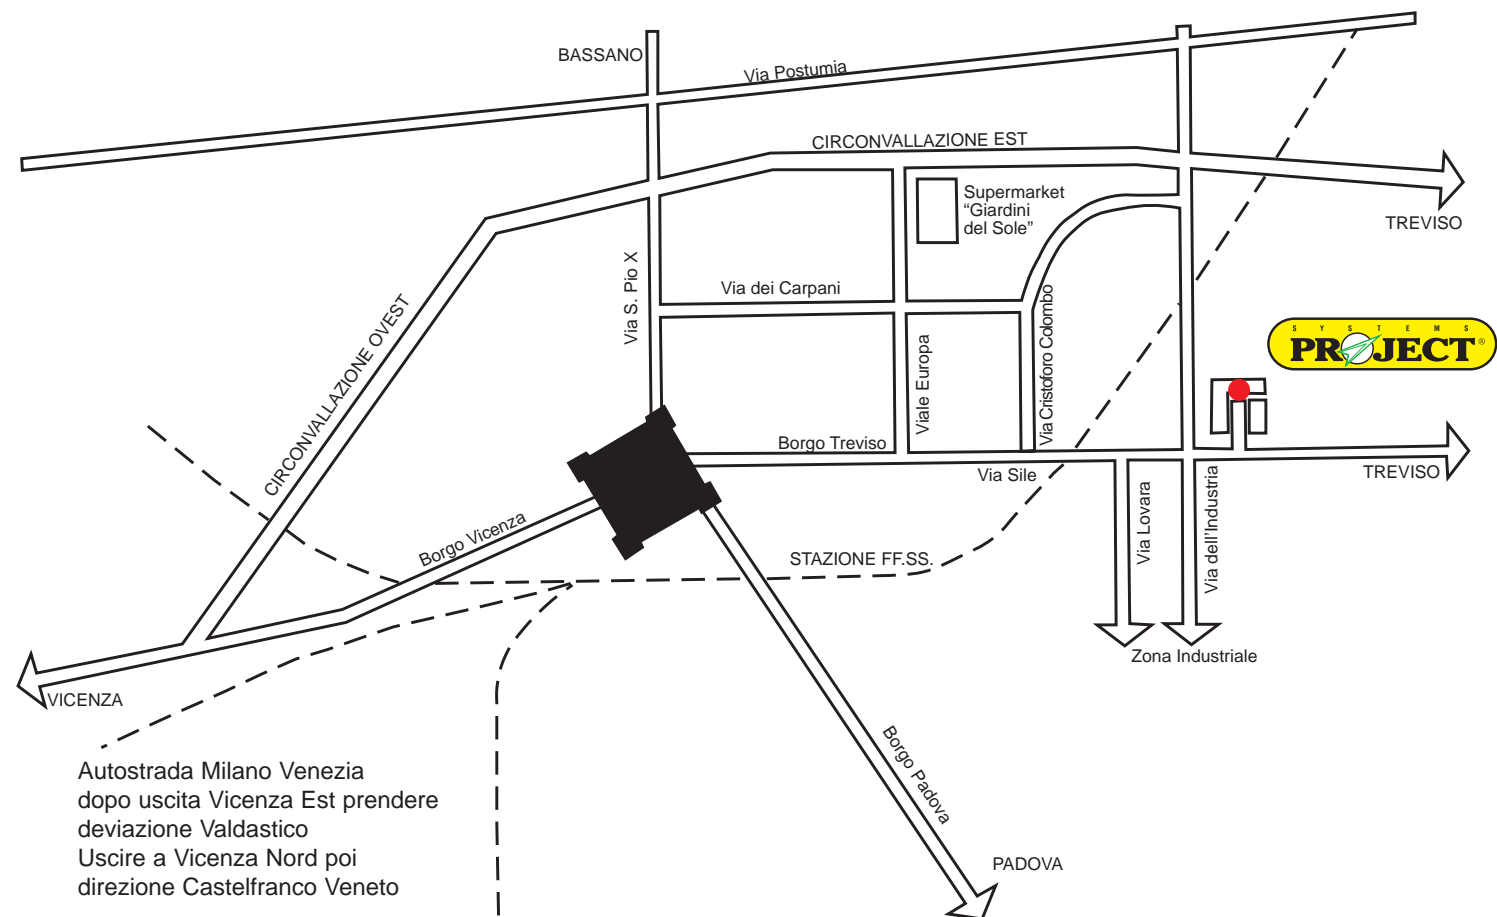 BASSANO
Via Postumia
CIRCONVALLAZIONE EST
Supermarket
“Giardini
del Sole”
TREVISO
Via S. Pio X
Via dei Carpani
CIRCONVALLAZIONE OVEST
Viale Europa
Via Cristoforo Colombo
SYSTEMS
PROJECT®
Borgo Treviso
Via Sile
TREVISO
Borgo Vicenza
STAZIONE FF.SS.
Via Lovara
Via dell'Industria
Zona Industriale
VICENZA
Borgo Padova
PADOVA
Autostrada Milano Venezia
dopo uscita Vicenza Est prendere
deviazione Valdastico
Uscire a Vicenza Nord poi
direzione Castelfranco Veneto